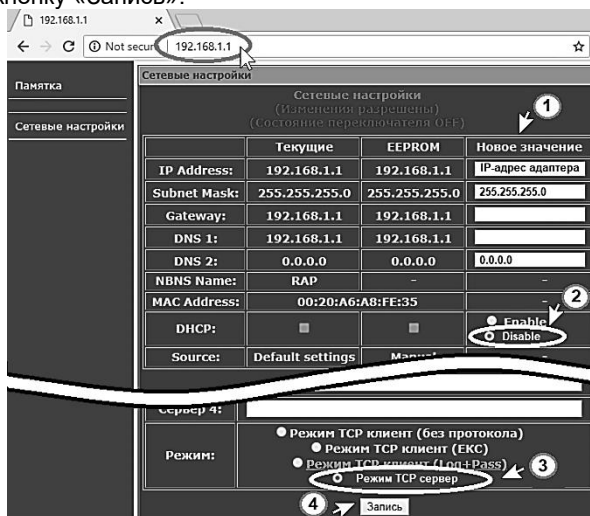 кнопку «Запись».
192.168.1.1
Not secur
192.168.1.1
Памятка
Сетевые настройки
Сетевые настройки
Сетевые настройки
(Изменения разрешены)
(Состояние переключателя OFF)
1
Текущие EEPROM Новое значение
IP Address: 192.168.1.1 192.168.1.1 IP-адрес адаптера
Subnet Mask: 255.255.255.0 255.255.255.0 255.255.255.0
Gateway: 192.168.1.1 192.168.1.1
DNS 1: 192.168.1.1 192.168.1.1
DNS 2: 0.0.0.0 0.0.0.0 0.0.0.0
NBNS Name: RAP - -
MAC Address: 00:20:A6:A8:FE:35 -
2
DHCP: Enable
Disable
Source: Default settings Manual -
Сервер 4:
Режим: Режим TCP клиент (без протокола)
Режим TCP клиент (EKC)
Режим TCP клиент (Log+Pass)
Режим TCP сервер
3
4
Запись